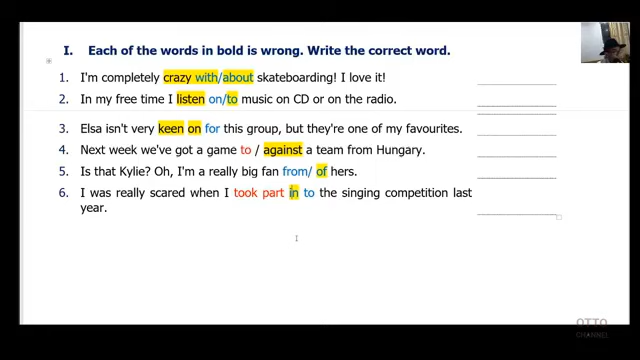 I. Each of the words in bold is wrong. Write the correct word.
1. I'm completely crazy with/about skateboarding! I love it!
2. In my free time I listen on/to music on CD or on the radio.
3. Elsa isn't very keen on for this group, but they're one of my favourites.
4. Next week we've got a game to / against a team from Hungary.
5. Is that Kylie? Oh, I'm a really big fan from/ of hers.
6. I was really scared when I took part in to the singing competition last
year.
OTTO